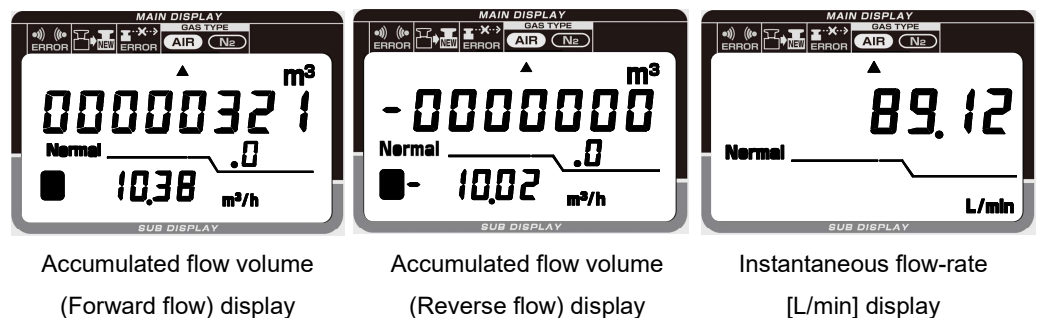 MAIN DISPLAY
ERROR NEW ERROR GAS TYPE AIR N2
m³
00000321
Normal .0
10.38 m³/h
SUB DISPLAY
Accumulated flow volume
(Forward flow) display
MAIN DISPLAY
ERROR NEW ERROR GAS TYPE AIR N2
m³
-0000000
Normal .0
- 10.02 m³/h
SUB DISPLAY
Accumulated flow volume
(Reverse flow) display
MAIN DISPLAY
ERROR NEW ERROR GAS TYPE AIR N2
89.12
Normal
L/min
SUB DISPLAY
Instantaneous flow-rate
[L/min] display